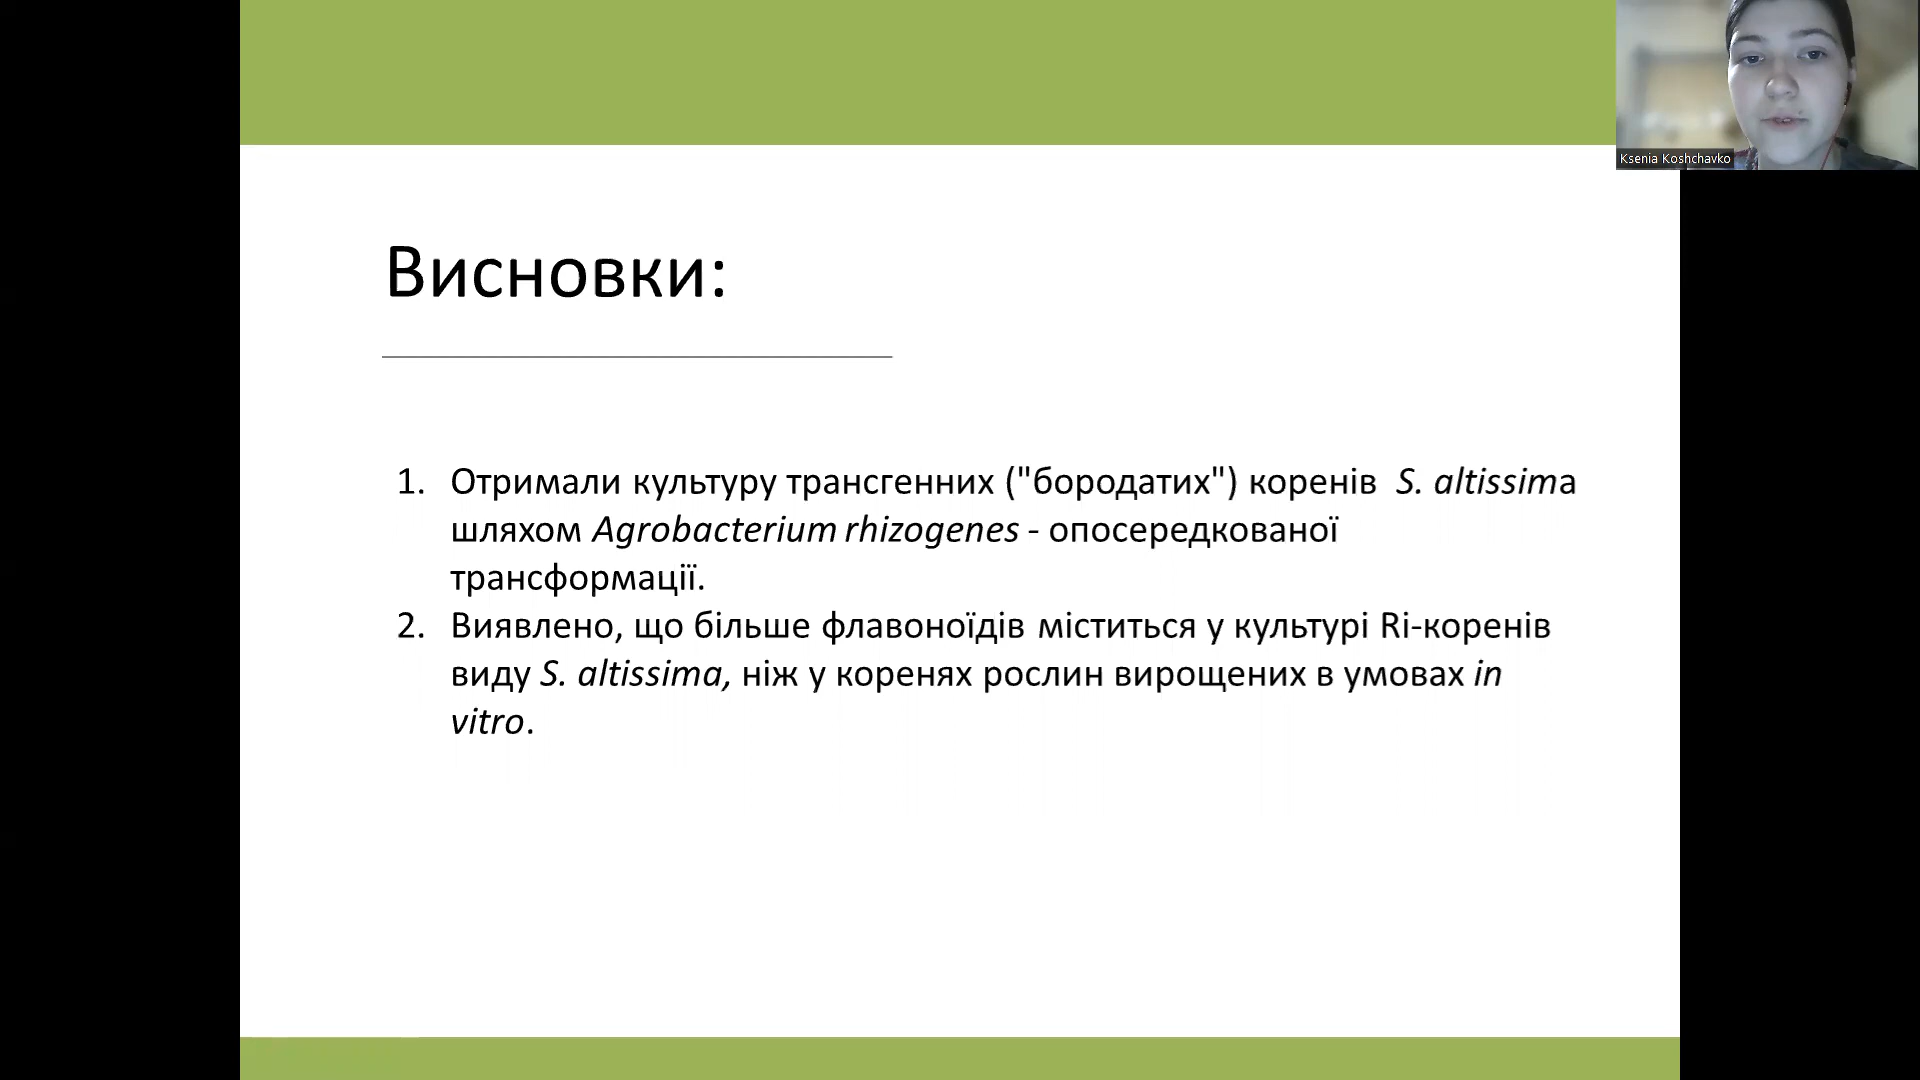 Ksenia Koshchavko
Висновки:
1. Отримали культуру трансгенних ("бородатих") коренів S. altissima
шляхом Agrobacterium rhizogenes - опосередкованої
трансформації.
2. Виявлено, що більше флавоноїдів міститься у культурі Ri-коренів
виду S. altissima, ніж у коренях рослин вирощених в умовах in
vitro.